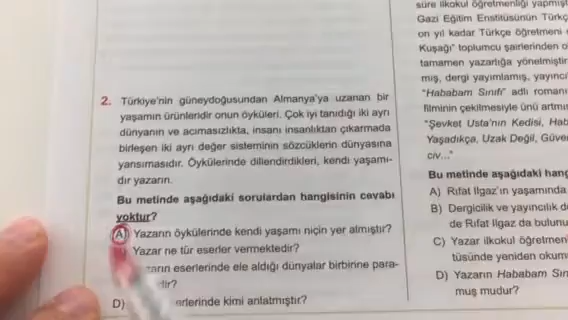 2. Türkiye'nin güneydoğusundan Almanya'ya uzanan bir
yaşamın ürünleridir onun öyküleri. Çok iyi tanıdığı iki ayrı
dünyanın ve acımasızlıkta, insanı insanlıktan çıkarmada
birleşen iki ayrı değer sisteminin sözcüklerin dünyasına
yansımasıdır. Öykülerinde dillendirdikleri, kendi yaşamı-
dır yazarın.
Bu metinde aşağıdaki sorulardan hangisinin cevabı
yoktur?
A) Yazarın öykülerinde kendi yaşamı niçin yer almıştır?
Yazar ne tür eserler vermektedir?
eserlerinde ele aldığı dünyalar birbirine para-
D) kimi anlatmıştır?
süre ilkokul öğretmenliği yapmışt
Gazi Eğitim Enstitüsünün Türkç
on yıl kadar Türkçe öğretmeni
Kuşağı" toplumcu şairlerinden o
tamamen yazarlığa yönelmiştir
mış, dergi yayımlamış, yayıncı
"Hababam Sınıfı" adlı romanı
filminin çekilmesiyle ünü artmı
"Şevket Usta'nın Kedisi, Hab
Yaşadıkça, Uzak Değil, Güve
civ..."
Bu metinde aşağıdaki hang
A) Rıfat Ilgaz'ın yaşamında
B) Dergicilik ve yayıncılık d
de Rıfat Ilgaz da bulunu
C) Yazar ilkokul öğretmen
tüsünde yeniden okum
D) Yazarın Hababam Sın
muş mudur?